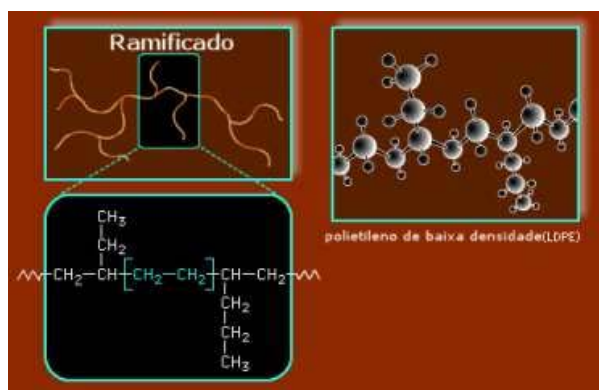 Ramificado
polietileno de baixa densidade(LDPE)
CH₃
CH₂
CH₂—CH—[CH₂—CH₂]—CH—CH₂
CH₂
CH₂
CH₃